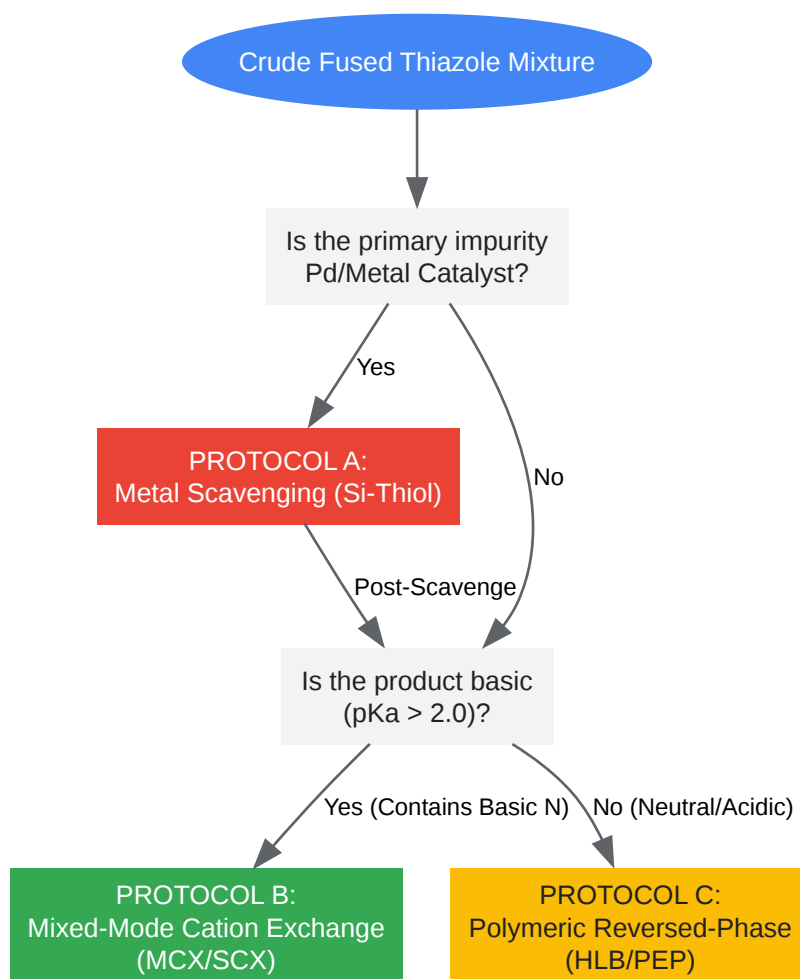 Crude Fused Thiazole Mixture
Is the primary impurity
Pd/Metal Catalyst?
Yes
No
PROTOCOL A:
Metal Scavenging (Si-Thiol)
Post-Scavenge
Is the product basic
(pKa > 2.0)?
Yes (Contains Basic N)
No (Neutral/Acidic)
PROTOCOL B:
Mixed-Mode Cation Exchange
(MCX/SCX)
PROTOCOL C:
Polymeric Reversed-Phase
(HLB/PEP)